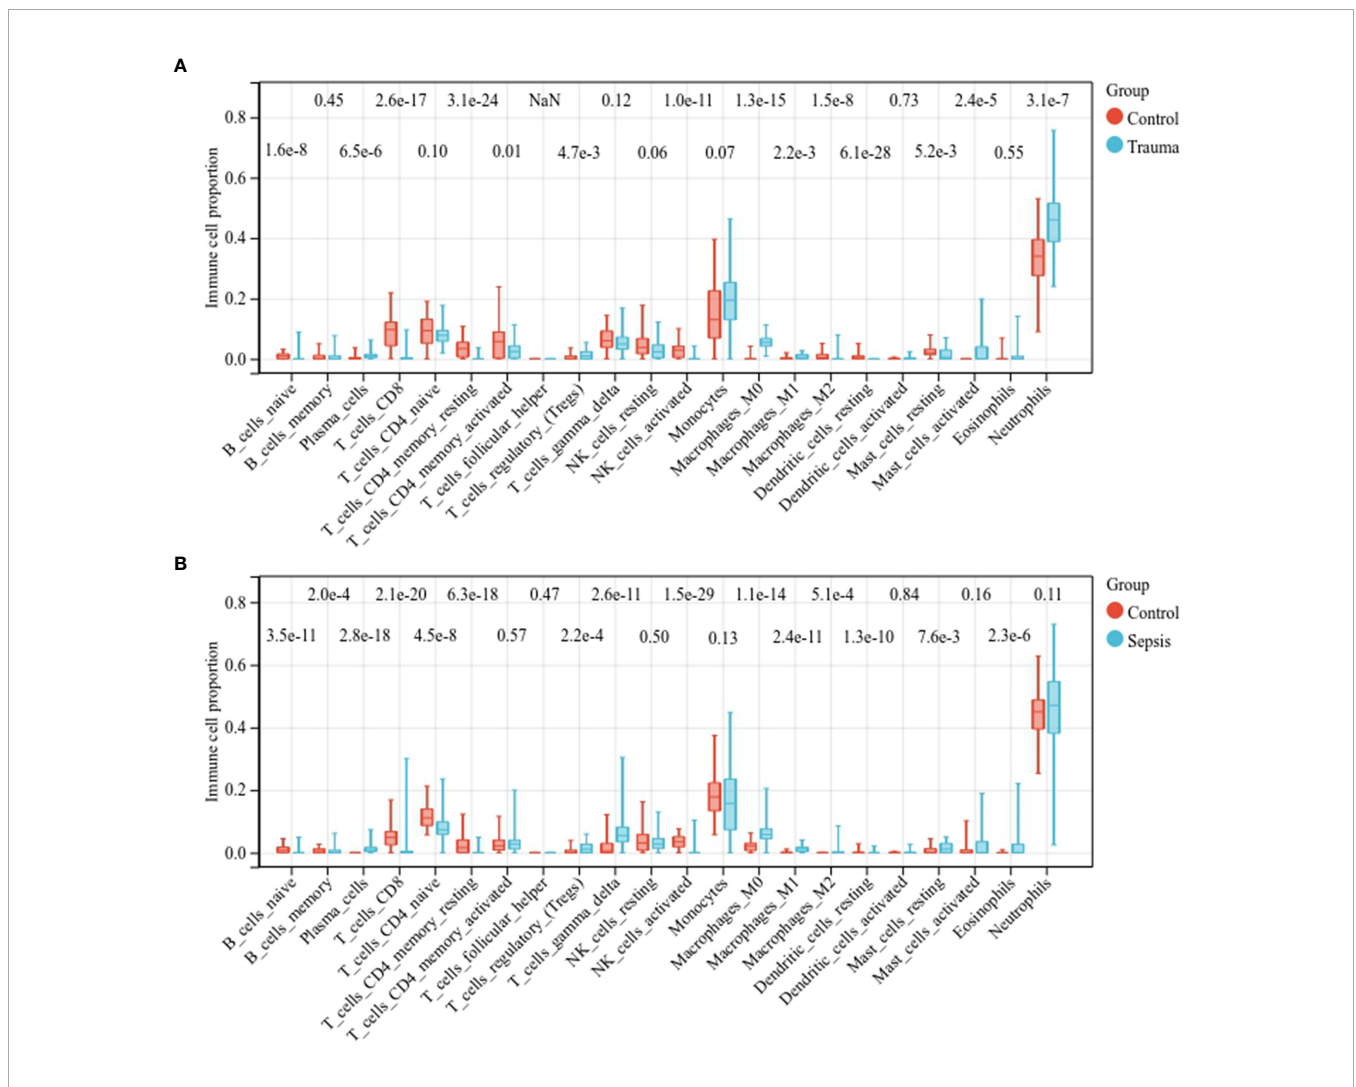 A
0.45 2.6e-17 3.1e-24 NaN 0.12 1.0e-11 1.3e-15 1.5e-8 0.73 2.4e-5 3.1e-7
1.6e-8 6.5e-6 0.10 0.01 4.7e-3 0.06 0.07 2.2e-3 6.1e-28 5.2e-3 0.55
Group
Control
Trauma
Immune cell proportion
0.8
0.6
0.4
0.2
0.0
B_cells_naive
B_cells_memory
Plasma_cells
T_cells_CD8
T_cells_CD4_naive
T_cells_CD4_memory_resting
T_cells_CD4_memory_activated
T_cells_follicular_helper
T_cells_regulatory_(Tregs)
T_cells_gamma_delta
NK_cells_resting
NK_cells_activated
Monocytes
Macrophages_M0
Macrophages_M1
Macrophages_M2
Dendritic_cells_resting
Dendritic_cells_activated
Mast_cells_resting
Mast_cells_activated
Eosinophils
Neutrophils
B
2.0e-4 2.1e-20 6.3e-18 0.47 2.6e-11 1.5e-29 1.1e-14 5.1e-4 0.84 0.16 0.11
3.5e-11 2.8e-18 4.5e-8 0.57 2.2e-4 0.50 0.13 2.4e-11 1.3e-10 7.6e-3 2.3e-6
Group
Control
Sepsis
Immune cell proportion
0.8
0.6
0.4
0.2
0.0
B_cells_naive
B_cells_memory
Plasma_cells
T_cells_CD8
T_cells_CD4_naive
T_cells_CD4_memory_resting
T_cells_CD4_memory_activated
T_cells_follicular_helper
T_cells_regulatory_(Tregs)
T_cells_gamma_delta
NK_cells_resting
NK_cells_activated
Monocytes
Macrophages_M0
Macrophages_M1
Macrophages_M2
Dendritic_cells_resting
Dendritic_cells_activated
Mast_cells_resting
Mast_cells_activated
Eosinophils
Neutrophils